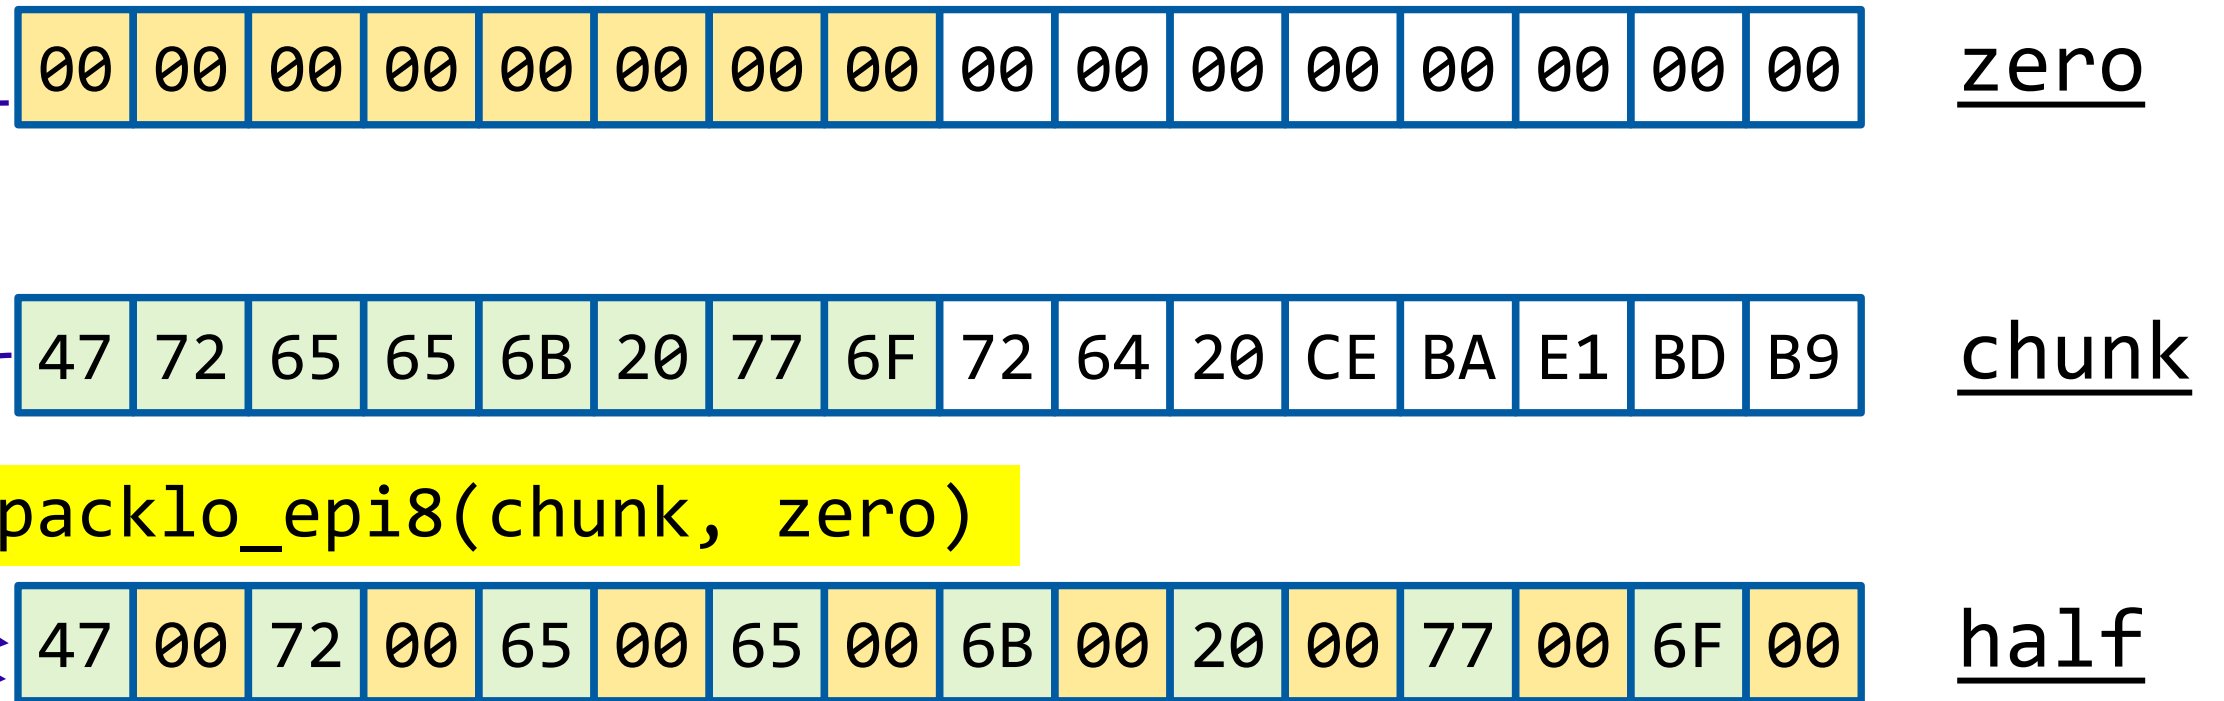 00 00 00 00 00 00 00 00 00 00 00 00 00 00 00 00 zero
47 72 65 65 6B 20 77 6F 72 64 20 CE BA E1 BD B9 chunk
packlo_epi8(chunk, zero)
47 00 72 00 65 00 65 00 6B 00 20 00 77 00 6F 00 half